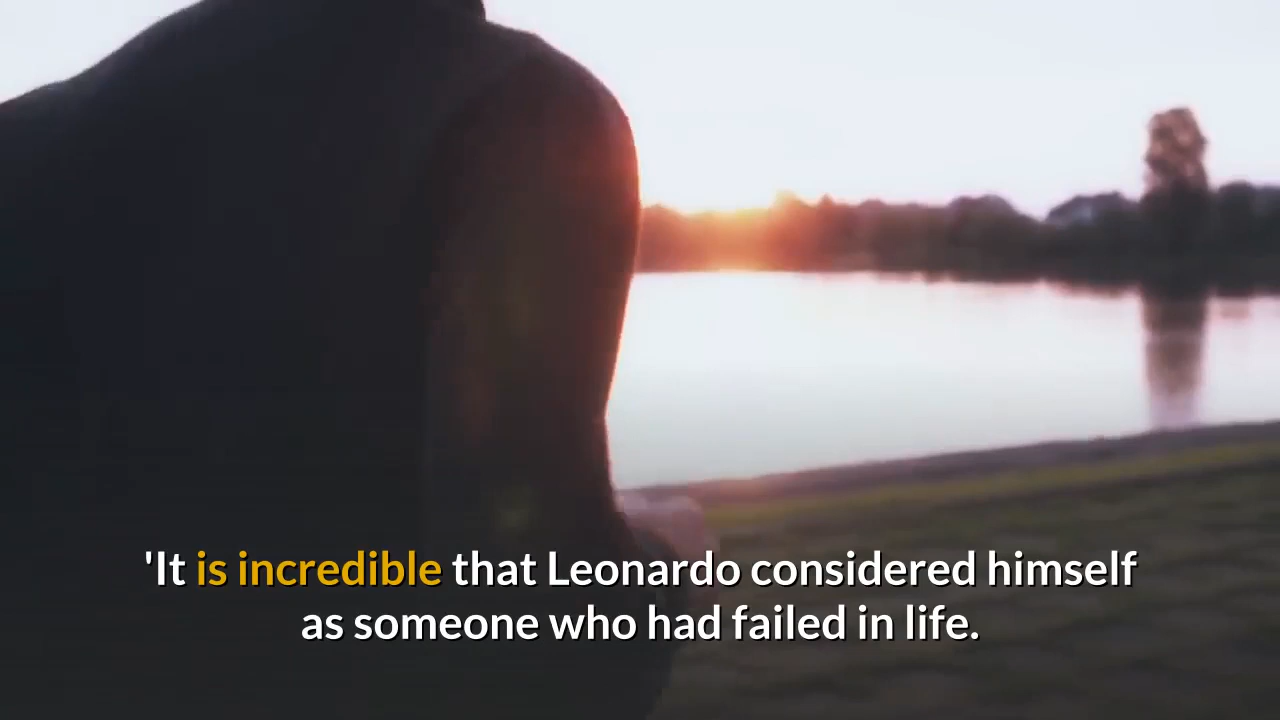 'It is incredible that Leonardo considered himself
as someone who had failed in life.